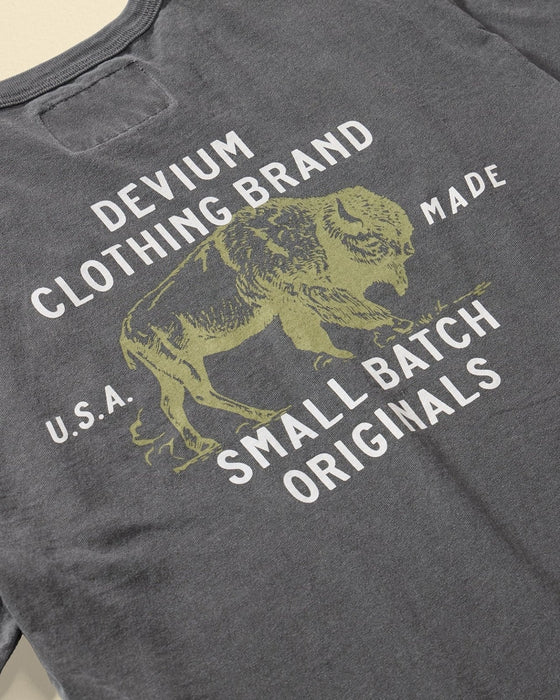 DEVIUM
CLOTHING BRAND
U.S.A. MADE
SMALL BATCH
ORIGINALS